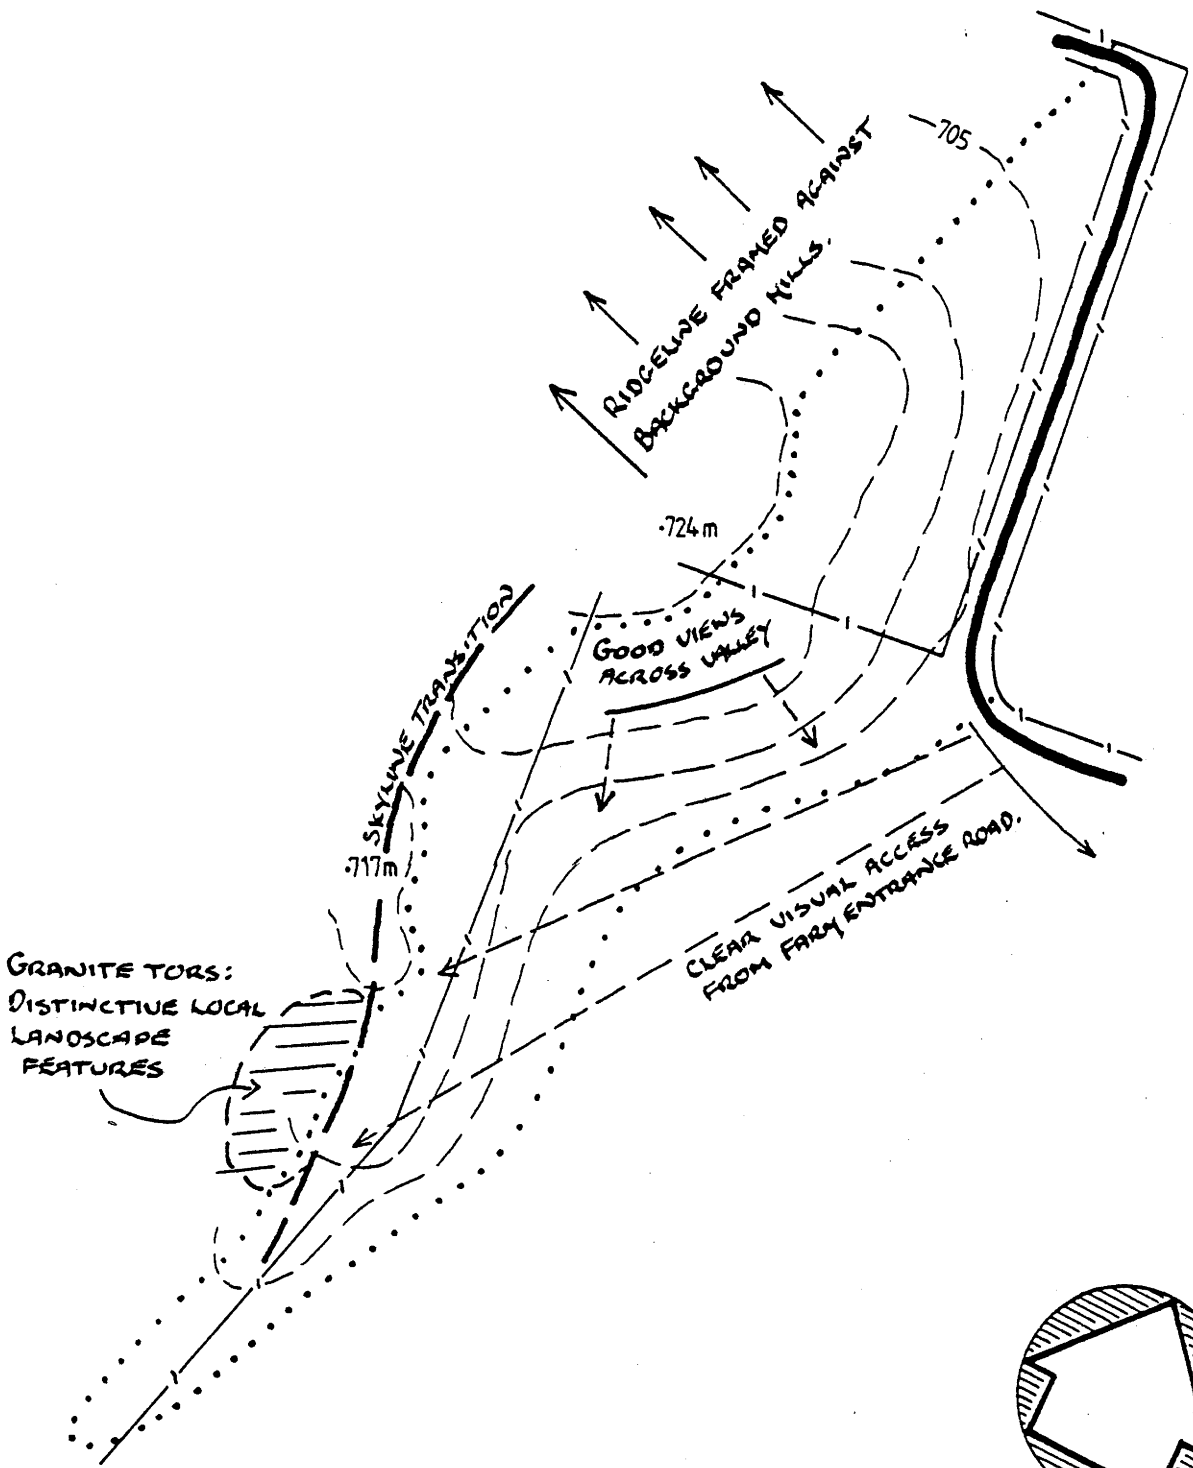 705
RIDGELINE FRAMED AGAINST
BACKGROUND HILLS.
.724m
SKYLINE TRANSITION
GOOD VIEWS
ACROSS VALLEY
.717m
CLEAR VISUAL ACCESS
FROM FARM ENTRANCE ROAD.
GRANITE TORS:
DISTINCTIVE LOCAL
LANDSCAPE
FEATURES